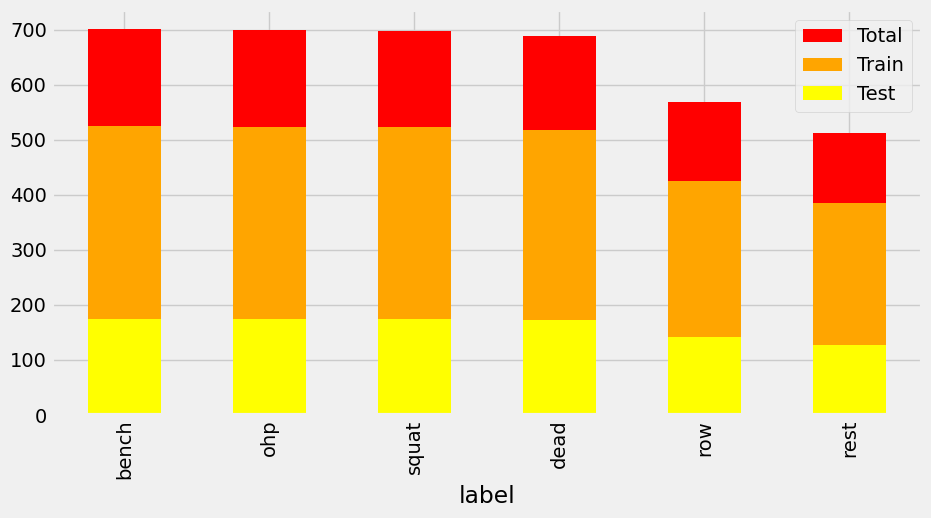 700
600
500
400
300
200
100
0
Total
Train
Test
bench
ohp
squat
dead
row
rest
label